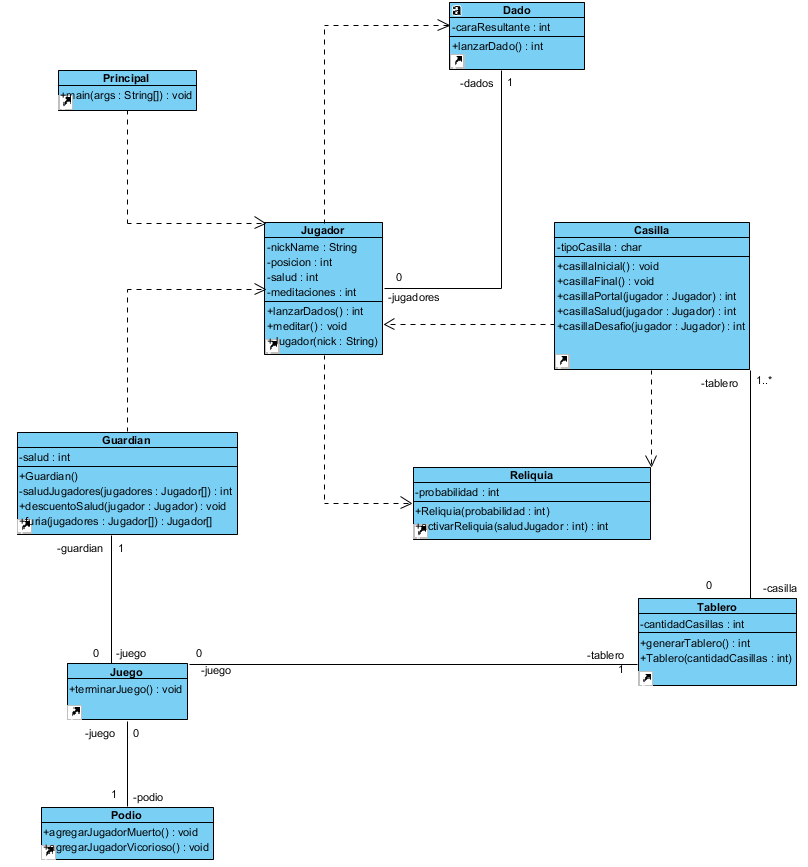 a
Dado
-caraResultante : int
+lanzarDado() : int
-dados
1
Principal
+main(args : String[]) : void
Jugador
-nickName : String
-posicion : int
-salud : int
-meditaciones : int
+lanzarDados() : int
+meditar() : void
+Jugador(nick : String)
0
-jugadores
Casilla
-tipoCasilla : char
+casillaInicial() : void
+casillaFinal() : void
+casillaPortal(jugador : Jugador) : int
+casillaSalud(jugador : Jugador) : int
+casillaDesafio(jugador : Jugador) : int
-tablero
1..*
Guardian
-salud : int
+Guardian()
-saludJugadores(jugadores : Jugador[]) : int
+descuentoSalud(jugador : Jugador) : void
+furia(jugadores : Jugador[]) : Jugador[]
-guardian
1
Reliquia
-probabilidad : int
+Reliquia(probabilidad : int)
+activarReliquia(saludJugador : int) : int
0
-casilla
Tablero
-cantidadCasillas : int
+generarTablero() : int
+Tablero(cantidadCasillas : int)
0
-juego
0
-juego
-tablero
1
Juego
+terminarJuego() : void
-juego
0
1
-podio
Podio
+agregarJugadorMuerto() : void
+agregarJugadorVicorioso() : void